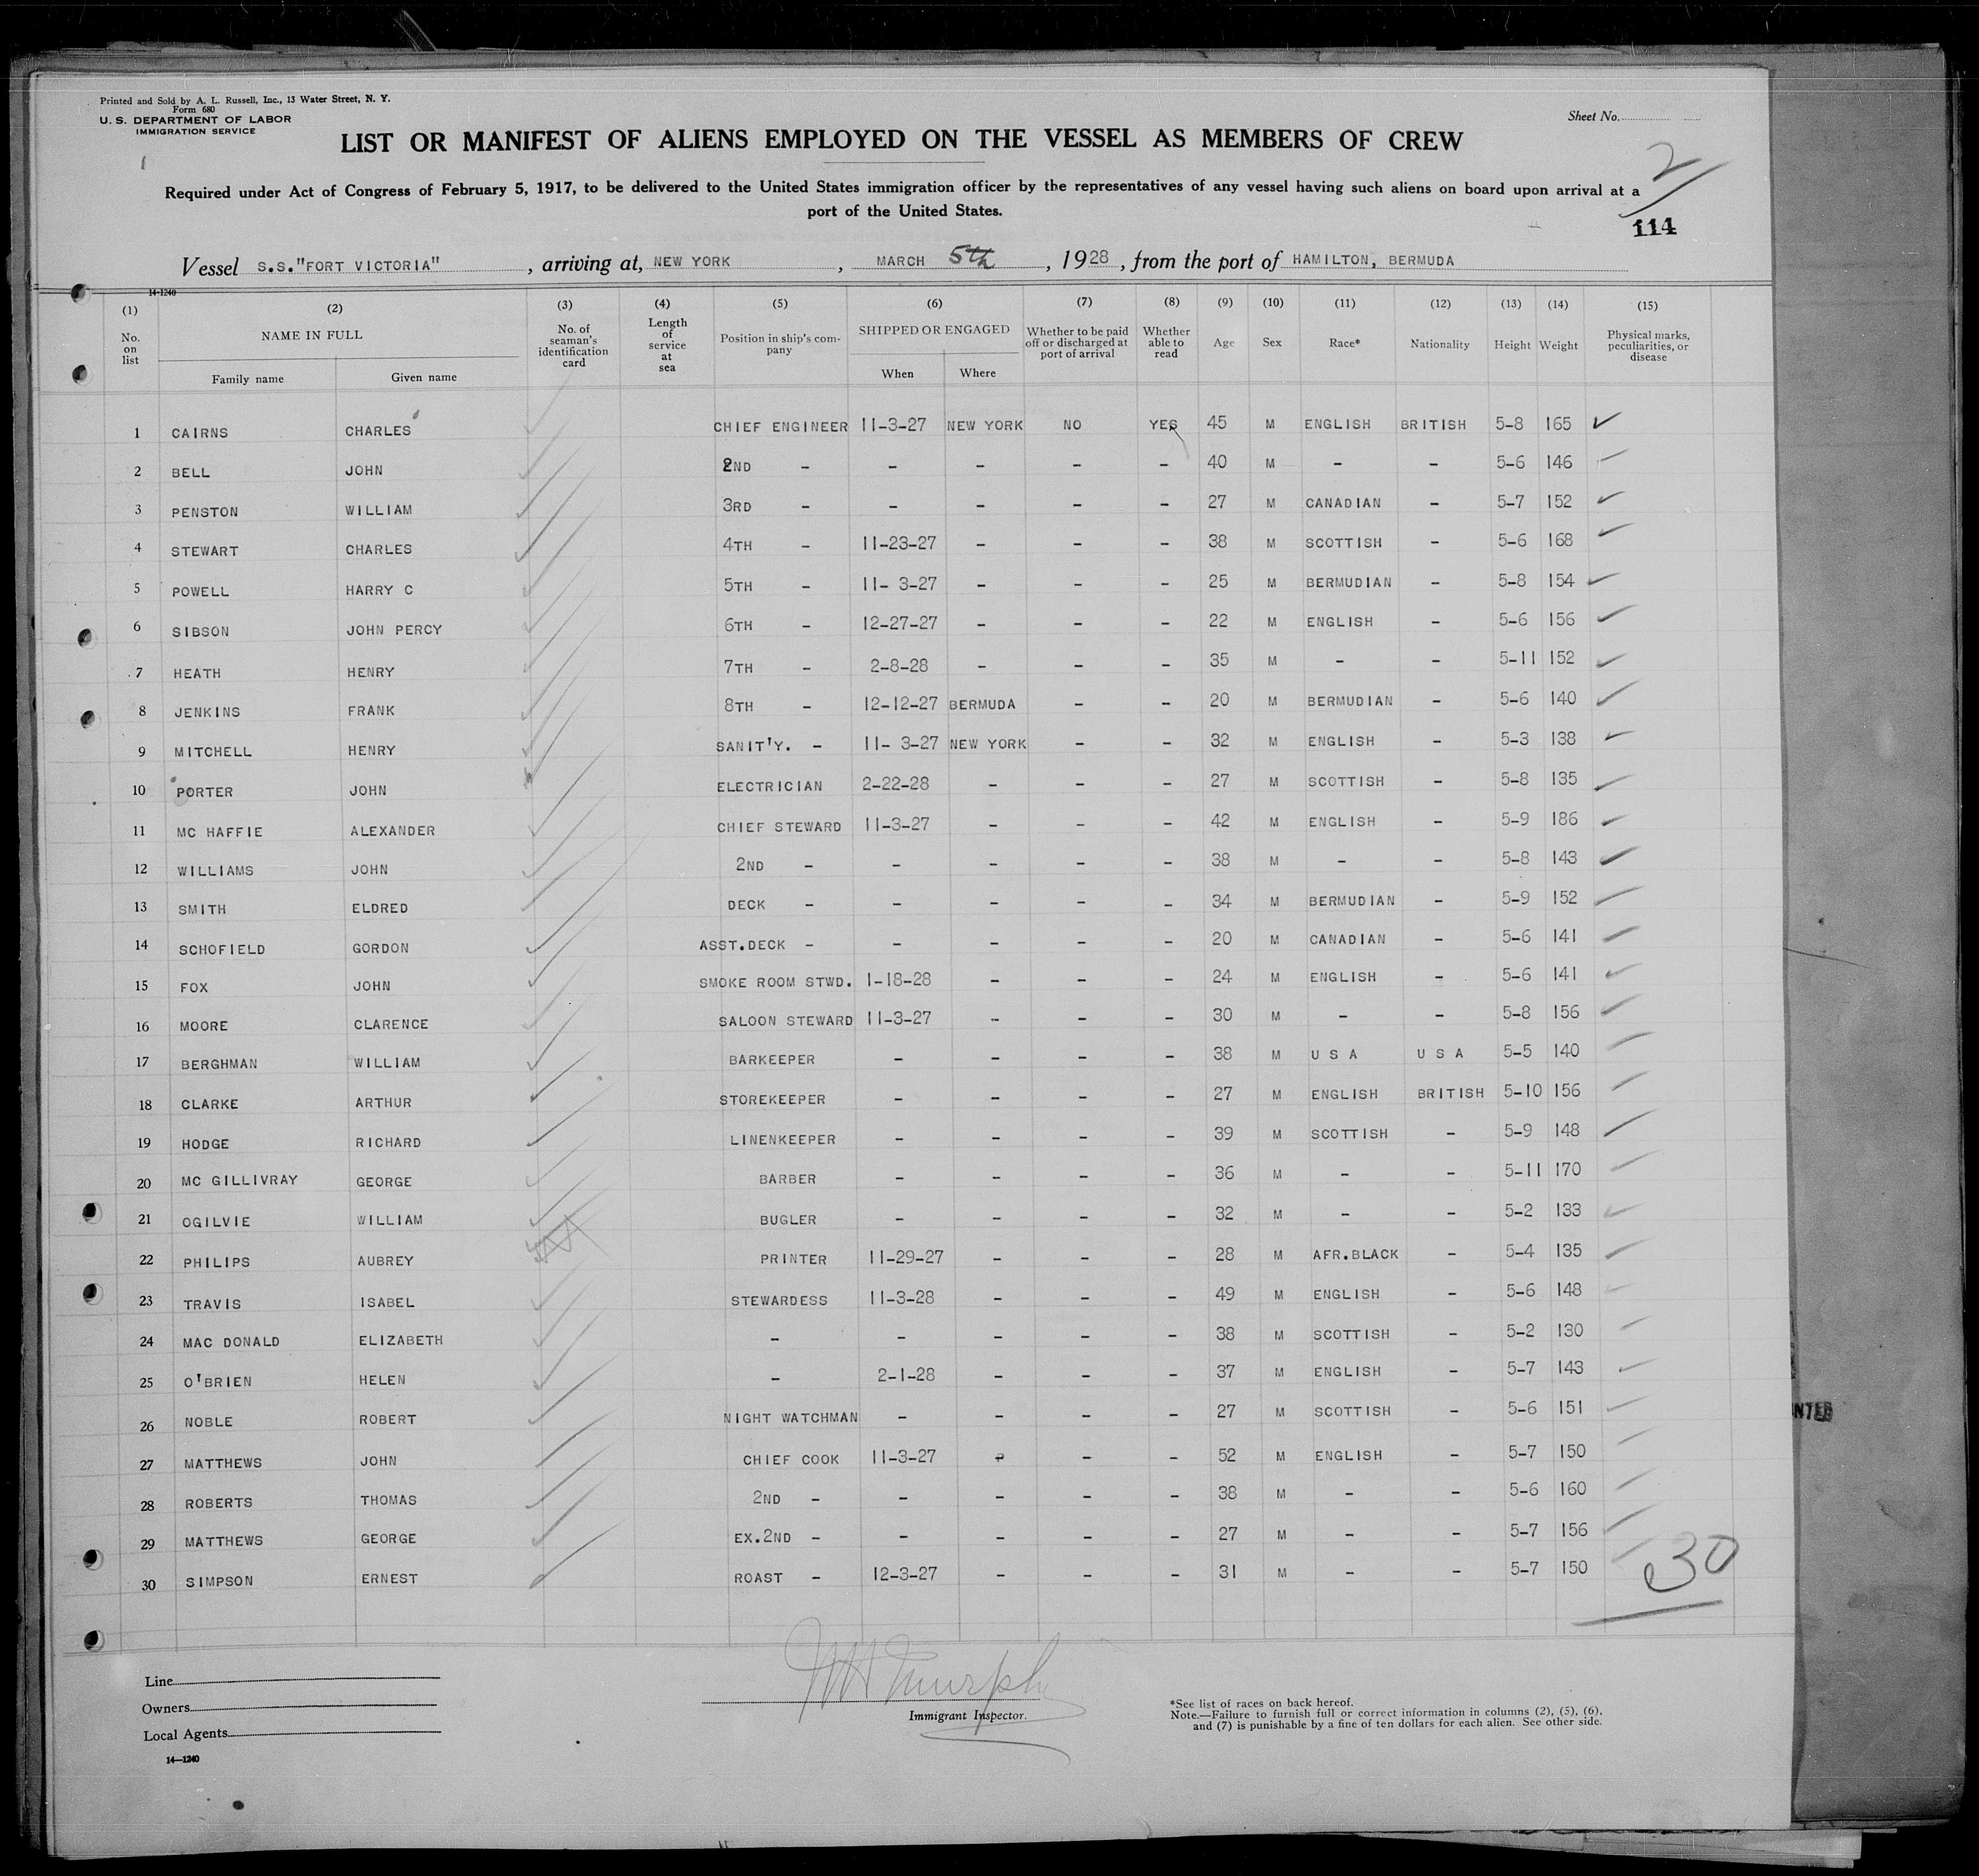 Printed and Sold by A. L. Russell, Inc., 13 Water Street, N. Y.
Form 680
U. S. DEPARTMENT OF LABOR
IMMIGRATION SERVICE
Sheet No.
LIST OR MANIFEST OF ALIENS EMPLOYED ON THE VESSEL AS MEMBERS OF CREW
2
Required under Act of Congress of February 5, 1917, to be delivered to the United States immigration officer by the representatives of any vessel having such aliens on board upon arrival at a
port of the United States.
114
Vessel S.S."FORT VICTORIA", arriving at, NEW YORK, MARCH 5th, 1928, from the port of HAMILTON, BERMUDA
14-1240
(1) (2) (3) (4) (5) (6) (7) (8) (9) (10) (11) (12) (13) (14) (15)
No. on list NAME IN FULL Family name Given name No. of seaman's identification card Length of service at sea Position in ship's company SHIPPED OR ENGAGED When Where Whether to be paid off or discharged at port of arrival Whether able to read Age Sex Race* Nationality Height Weight Physical marks, peculiarities, or disease
1 CAIRNS CHARLES CHIEF ENGINEER 11-3-27 NEW YORK NO YES 45 M ENGLISH BRITISH 5-8 165
2 BELL JOHN 2ND - - - - - 40 M - - 5-6 146
3 PENSTON WILLIAM 3RD - - - - - 27 M CANADIAN - 5-7 152
4 STEWART CHARLES 4TH - 11-23-27 - - - 38 M SCOTTISH - 5-6 168
5 POWELL HARRY C 5TH - 11- 3-27 - - - 25 M BERMUDIAN - 5-8 154
6 SIBSON JOHN PERCY 6TH - 12-27-27 - - - 22 M ENGLISH - 5-6 156
7 HEATH HENRY 7TH - 2-8-28 - - - 35 M - - 5-11 152
8 JENKINS FRANK 8TH - 12-12-27 BERMUDA - - 20 M BERMUDIAN - 5-6 140
9 MITCHELL HENRY SANIT'Y. - 11- 3-27 NEW YORK - - 32 M ENGLISH - 5-3 138
10 PORTER JOHN ELECTRICIAN 2-22-28 - - - 27 M SCOTTISH - 5-8 135
11 MC HAFFIE ALEXANDER CHIEF STEWARD 11-3-27 - - - 42 M ENGLISH - 5-9 186
12 WILLIAMS JOHN 2ND - - - - - 38 M - - 5-8 143
13 SMITH ELDRED DECK - - - - - 34 M BERMUDIAN - 5-9 152
14 SCHOFIELD GORDON ASST.DECK - - - - - 20 M CANADIAN - 5-6 141
15 FOX JOHN SMOKE ROOM STWD. 1-18-28 - - - 24 M ENGLISH - 5-6 141
16 MOORE CLARENCE SALOON STEWARD 11-3-27 - - - 30 M - - 5-8 156
17 BERGHMAN WILLIAM BARKEEPER - - - - 38 M U S A U S A 5-5 140
18 CLARKE ARTHUR STOREKEEPER - - - - 27 M ENGLISH BRITISH 5-10 156
19 HODGE RICHARD LINENKEEPER - - - - 39 M SCOTTISH - 5-9 148
20 MC GILLIVRAY GEORGE BARBER - - - - 36 M - - 5-11 170
21 OGILVIE WILLIAM BUGLER - - - - 32 M - - 5-2 133
22 PHILIPS AUBREY PRINTER 11-29-27 - - - 28 M AFR.BLACK - 5-4 135
23 TRAVIS ISABEL STEWARDESS 11-3-28 - - - 49 M ENGLISH - 5-6 148
24 MAC DONALD ELIZABETH - - - - - 38 M SCOTTISH - 5-2 130
25 O'BRIEN HELEN - 2-1-28 - - - 37 M ENGLISH - 5-7 143
26 NOBLE ROBERT NIGHT WATCHMAN - - - - 27 M SCOTTISH - 5-6 151
27 MATTHEWS JOHN CHIEF COOK 11-3-27 - - - 52 M ENGLISH - 5-7 150
28 ROBERTS THOMAS 2ND - - - - - 38 M - - 5-6 160
29 MATTHEWS GEORGE EX.2ND - - - - - 27 M - - 5-7 156
30 SIMPSON ERNEST ROAST - 12-3-27 - - - 31 M - - 5-7 150
30
Line
Owners
Local Agents
14-1240
Immigrant Inspector.
*See list of races on back hereof.
Note.—Failure to furnish full or correct information in columns (2), (5), (6),
and (7) is punishable by a fine of ten dollars for each alien. See other side.